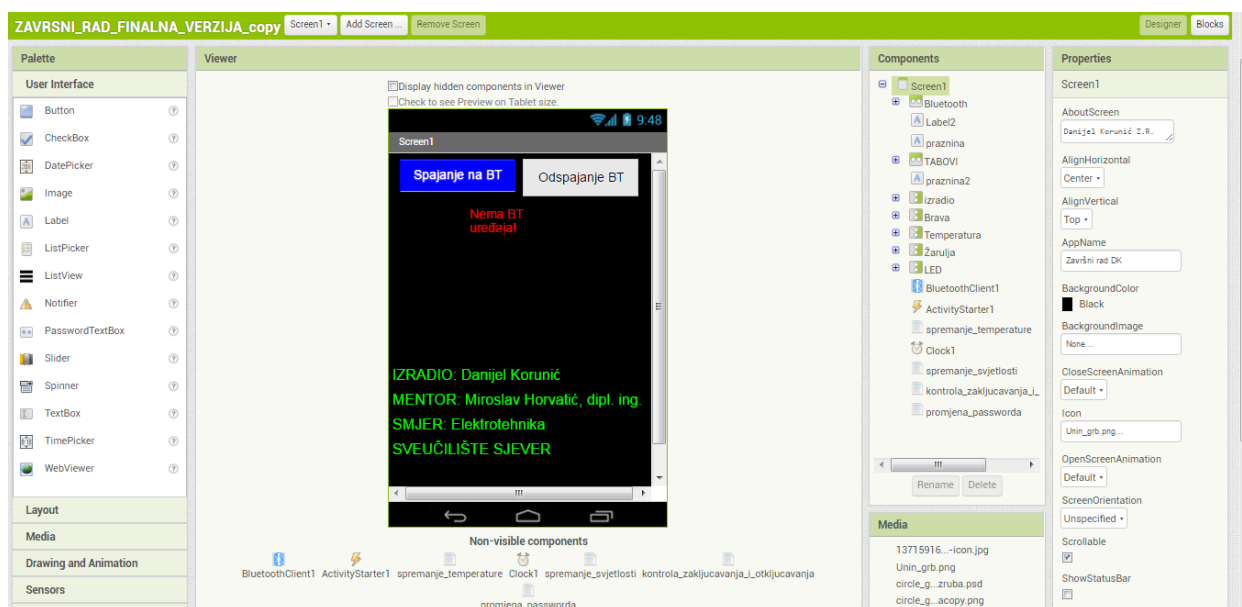 ZAVRSNI_RAD_FINALNA_VERZIJA_copy Screen1 Add Screen ... Remove Screen Designer Blocks
Palette
User Interface
Button
CheckBox
DatePicker
Image
Label
ListPicker
ListView
Notifier
PasswordTextBox
Slider
Spinner
TextBox
TimePicker
WebViewer
Layout
Media
Drawing and Animation
Sensors
Viewer
Display hidden components in Viewer
Check to see Preview on Tablet size.
9:48
Screen1
Spajanje na BT Odspajanje BT
Nema BT
uređaja!
IZRADIO: Danijel Korunić
MENTOR: Miroslav Horvatić, dipl. ing.
SMJER: Elektrotehnika
SVEUČILIŠTE SJEVER
Non-visible components
BluetoothClient1 ActivityStarter1 spremanje_temperature Clock1 spremanje_svjetlosti kontrola_zakljucavanja_i_otkljucavanja
promjena_passworda
Components
Screen1
Bluetooth
Label2
praznina
TABOVI
praznina2
izradio
Brava
Temperatura
Žarulja
LED
BluetoothClient1
ActivityStarter1
spremanje_temperature
Clock1
spremanje_svjetlosti
kontrola_zakljucavanja_i_
promjena_passworda
Rename Delete
Media
13715916...-icon.jpg
Unin_grb.png
circle_g...zruba.psd
circle_g...acopy.png
Properties
Screen1
AboutScreen
Danijel Korunić Z.R.
AlignHorizontal
Center
AlignVertical
Top
AppName
Završni rad DK
BackgroundColor
Black
BackgroundImage
None...
CloseScreenAnimation
Default
Icon
Unin_grb.png...
OpenScreenAnimation
Default
ScreenOrientation
Unspecified
Scrollable
ShowStatusBar